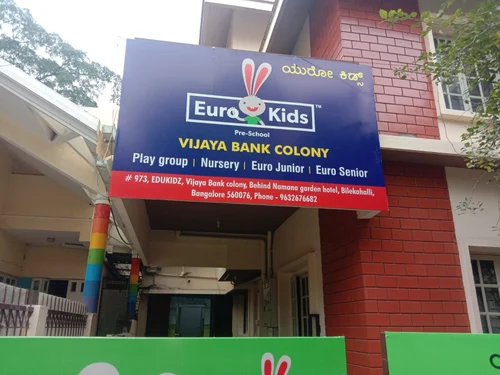 ಯುರೋ ಕಿಡ್ಸ್
Euro Kids™
Pre-School
VIJAYA BANK COLONY
Play group | Nursery | Euro Junior | Euro Senior
# 973, EDUKIDZ, Vijaya Bank colony, Behind Namana garden hotel, Bilekahalli,
Bangalore 560076, Phone - 9632676682